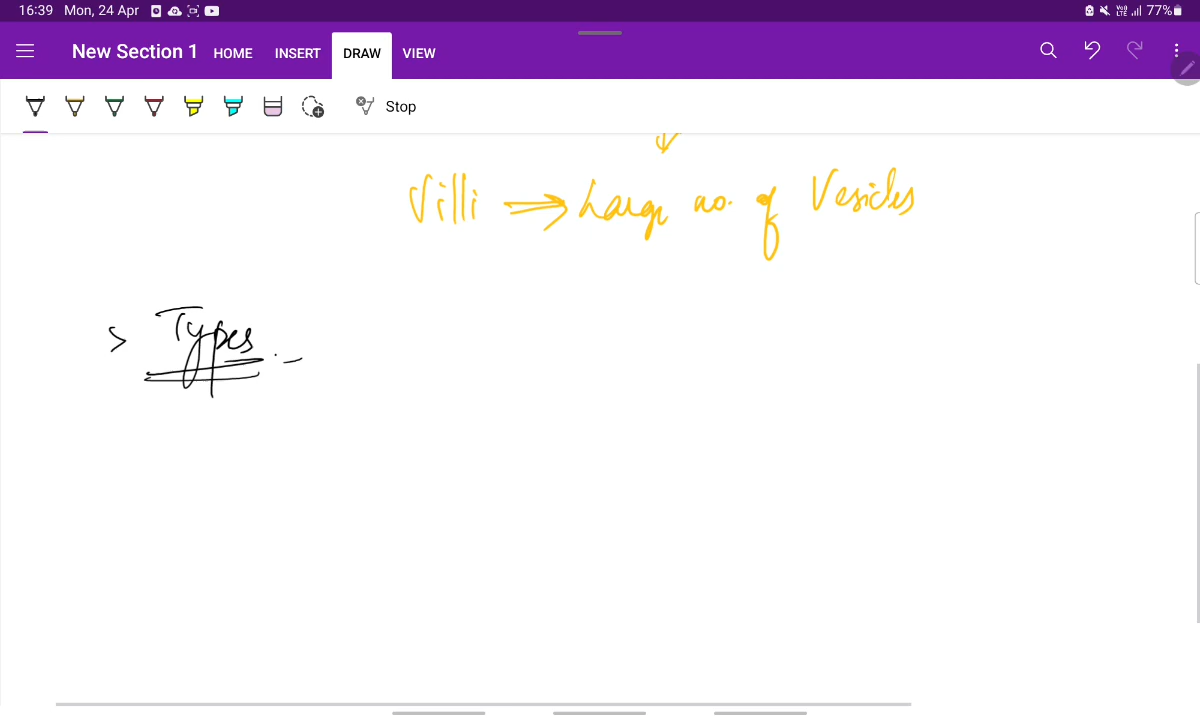 16:39 Mon, 24 Apr 77%
New Section 1 HOME INSERT DRAW VIEW
Stop
Villi ⇒ Large no. of Vesicles
> Types :-